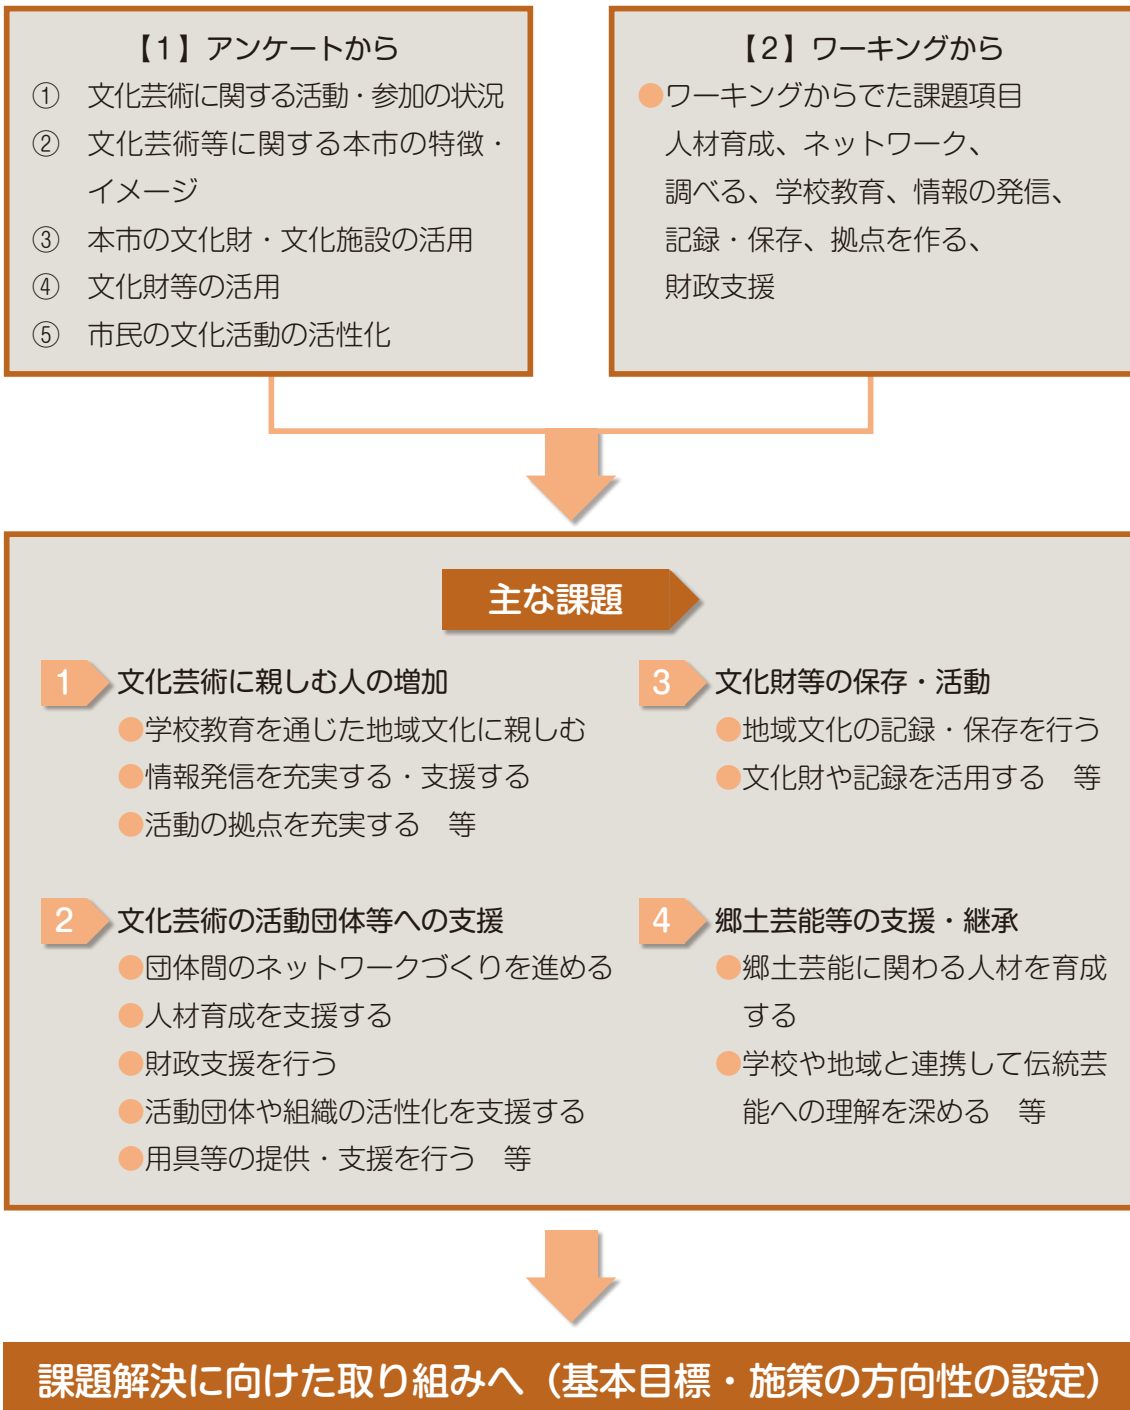 【1】アンケートから
① 文化芸術に関する活動・参加の状況
② 文化芸術等に関する本市の特徴・
イメージ
③ 本市の文化財・文化施設の活用
④ 文化財等の活用
⑤ 市民の文化活動の活性化
【2】ワーキングから
●ワーキングからでた課題項目
人材育成、ネットワーク、
調べる、学校教育、情報の発信、
記録・保存、拠点を作る、
財政支援
主な課題
1 文化芸術に親しむ人の増加
●学校教育を通じた地域文化に親しむ
●情報発信を充実する・支援する
●活動の拠点を充実する 等
2 文化芸術の活動団体等への支援
●団体間のネットワークづくりを進める
●人材育成を支援する
●財政支援を行う
●活動団体や組織の活性化を支援する
●用具等の提供・支援を行う 等
3 文化財等の保存・活動
●地域文化の記録・保存を行う
●文化財や記録を活用する 等
4 郷土芸能等の支援・継承
●郷土芸能に関わる人材を育成
する
●学校や地域と連携して伝統芸
能への理解を深める 等
課題解決に向けた取り組みへ（基本目標・施策の方向性の設定）